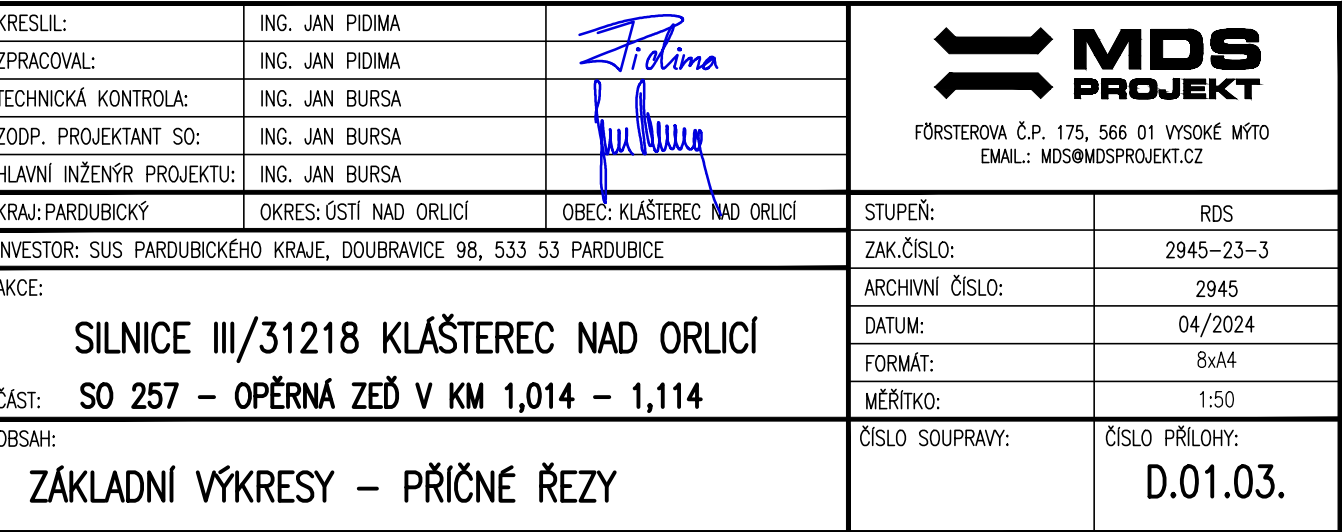 KRESLIL: ING. JAN PIDIMA Pidima
ZPRACOVAL: ING. JAN PIDIMA
TECHNICKÁ KONTROLA: ING. JAN BURSA
ZODP. PROJEKTANT SO: ING. JAN BURSA
HLAVNÍ INŽENÝR PROJEKTU: ING. JAN BURSA
MDS
PROJEKT
FÖRSTEROVA Č.P. 175, 566 01 VYSOKÉ MÝTO
EMAIL.: MDS@MDSPROJEKT.CZ
KRAJ: PARDUBICKÝ OKRES: ÚSTÍ NAD ORLICÍ OBEC: KLÁŠTEREC NAD ORLICÍ
INVESTOR: SUS PARDUBICKÉHO KRAJE, DOUBRAVICE 98, 533 53 PARDUBICE
AKCE:
SILNICE III/31218 KLÁŠTEREC NAD ORLICÍ
ČÁST: SO 257 – OPĚRNÁ ZEĎ V KM 1,014 – 1,114
OBSAH:
ZÁKLADNÍ VÝKRESY – PŘÍČNÉ ŘEZY
STUPEŇ: RDS
ZAK.ČÍSLO: 2945-23-3
ARCHIVNÍ ČÍSLO: 2945
DATUM: 04/2024
FORMÁT: 8xA4
MĚŘÍTKO: 1:50
ČÍSLO SOUPRAVY: ČÍSLO PŘÍLOHY:
D.01.03.